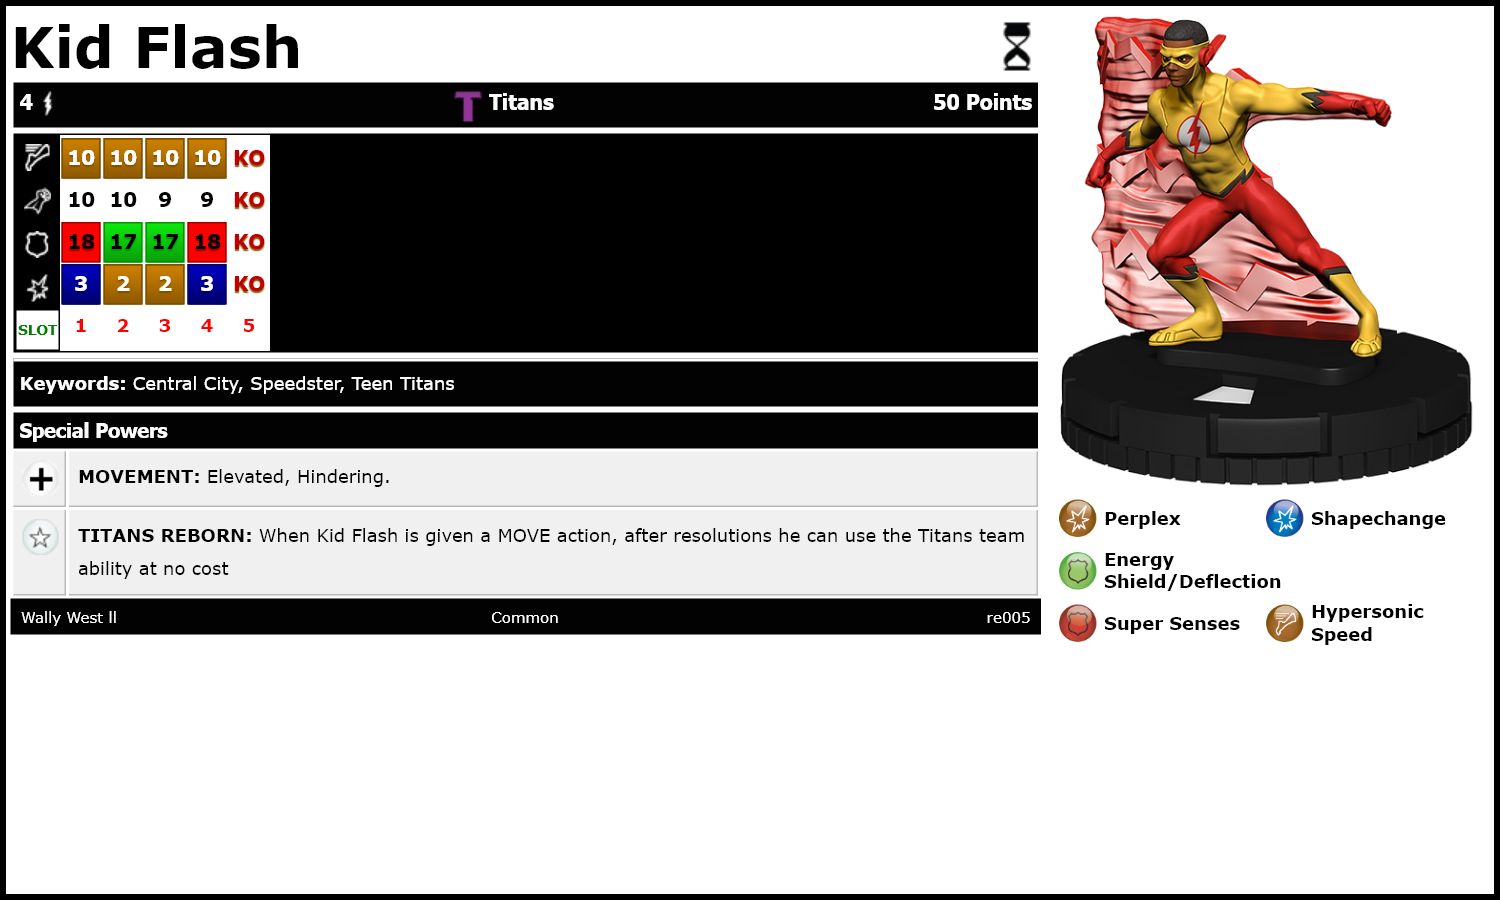 Kid Flash
4 Titans 50 Points
10 10 10 10 KO
10 10 9 9 KO
18 17 17 18 KO
3 2 2 3 KO
SLOT 1 2 3 4 5
Keywords: Central City, Speedster, Teen Titans
Special Powers
MOVEMENT: Elevated, Hindering.
TITANS REBORN: When Kid Flash is given a MOVE action, after resolutions he can use the Titans team
ability at no cost
Wally West ll Common re005
Perplex Shapechange
Energy
Shield/Deflection
Super Senses
Hypersonic
Speed